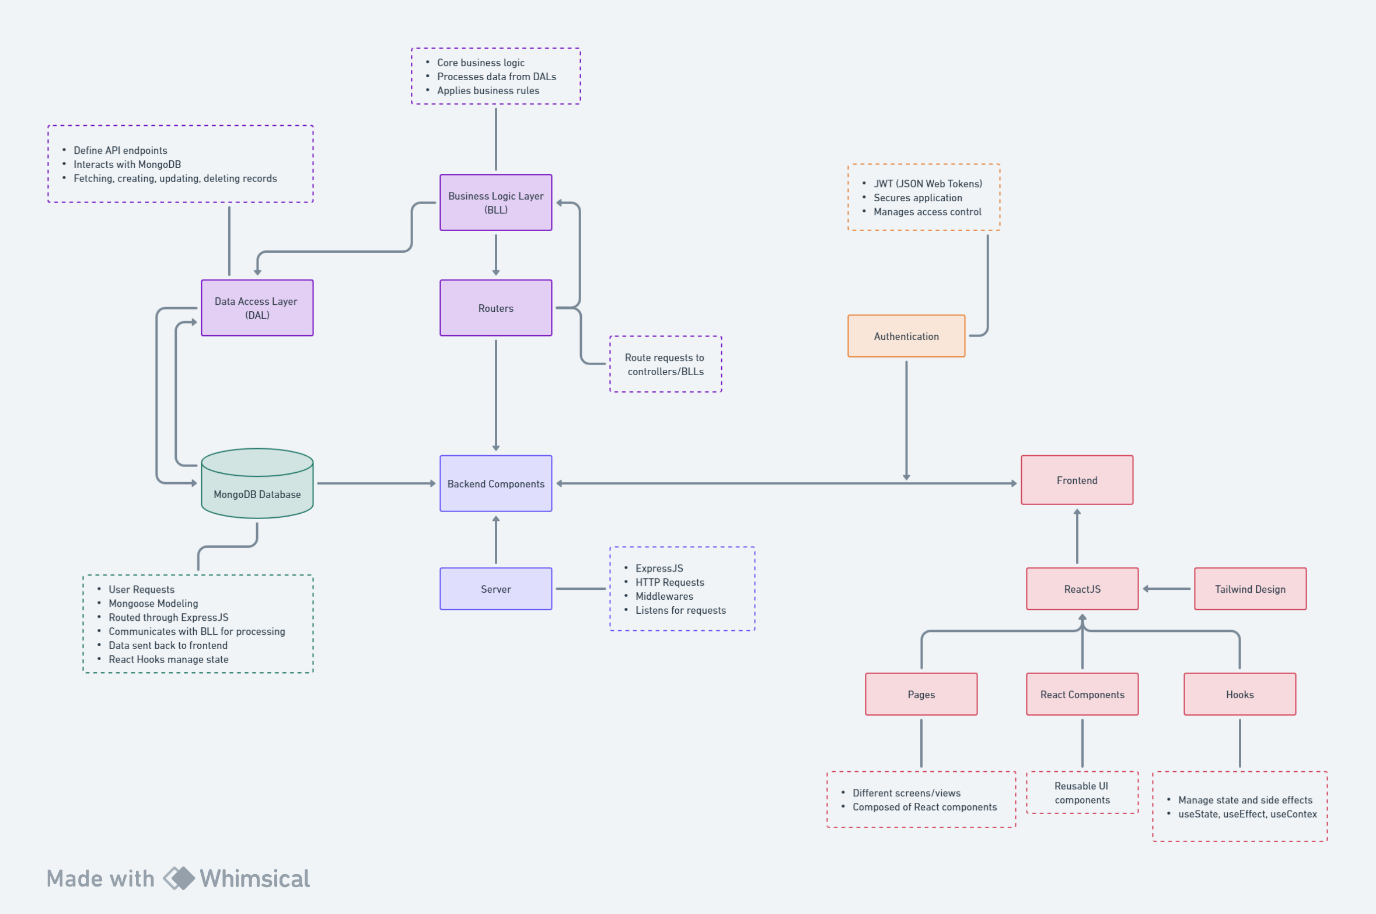 • Core business logic
• Processes data from DALs
• Applies business rules
• Define API endpoints
• Interacts with MongoDB
• Fetching, creating, updating, deleting records
Business Logic Layer
(BLL)
• JWT (JSON Web Tokens)
• Secures application
• Manages access control
Data Access Layer
(DAL)
Routers
Authentication
Route requests to
controllers/BLLs
MongoDB Database
Backend Components
Frontend
• User Requests
• Mongoose Modeling
• Routed through ExpressJS
• Communicates with BLL for processing
• Data sent back to frontend
• React Hooks manage state
Server
• ExpressJS
• HTTP Requests
• Middlewares
• Listens for requests
ReactJS
Tailwind Design
Pages
React Components
Hooks
• Different screens/views
• Composed of React components
Reusable UI
components
• Manage state and side effects
• useState, useEffect, useContex
Made with Whimsical